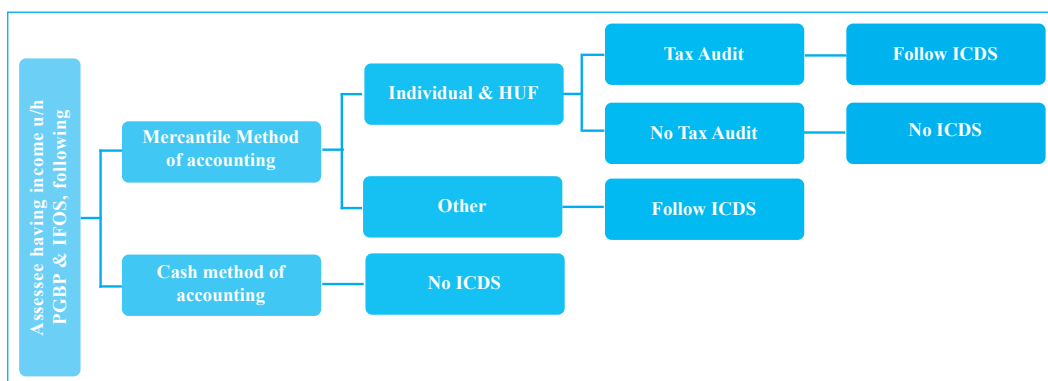 Assessee having income u/h
PGBP & IFOS, following
Mercantile Method
of accounting
Individual & HUF
Tax Audit
Follow ICDS
No Tax Audit
No ICDS
Other
Follow ICDS
Cash method of
accounting
No ICDS